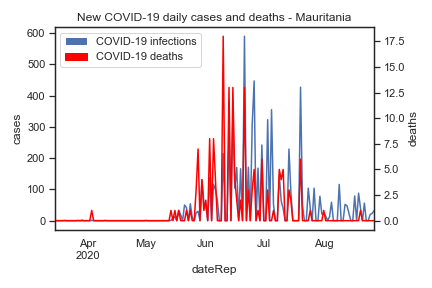 New COVID-19 daily cases and deaths - Mauritania
COVID-19 infections
COVID-19 deaths
600
500
400
300
200
100
0
cases
17.5
15.0
12.5
10.0
7.5
5.0
2.5
0.0
deaths
Apr
2020
May
Jun
Jul
Aug
dateRep